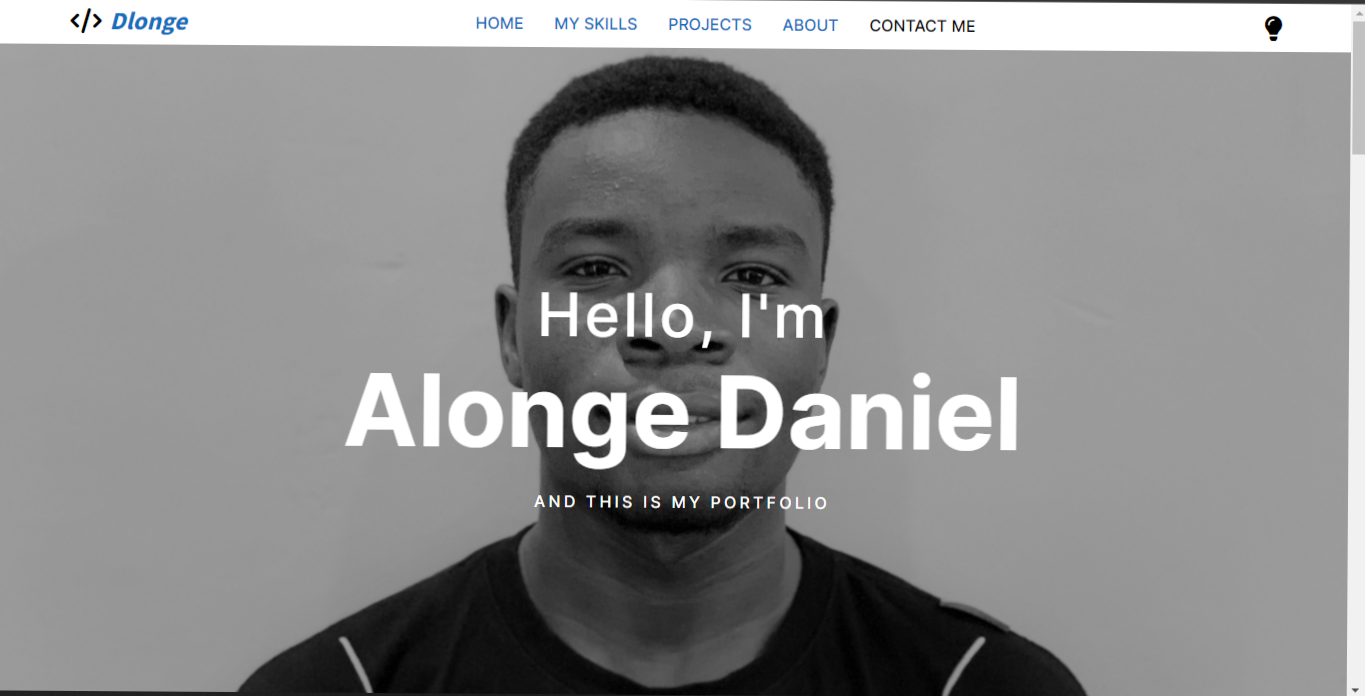 </> Dlonge
HOME MY SKILLS PROJECTS ABOUT CONTACT ME
Hello, I'm
Alonge Daniel
AND THIS IS MY PORTFOLIO